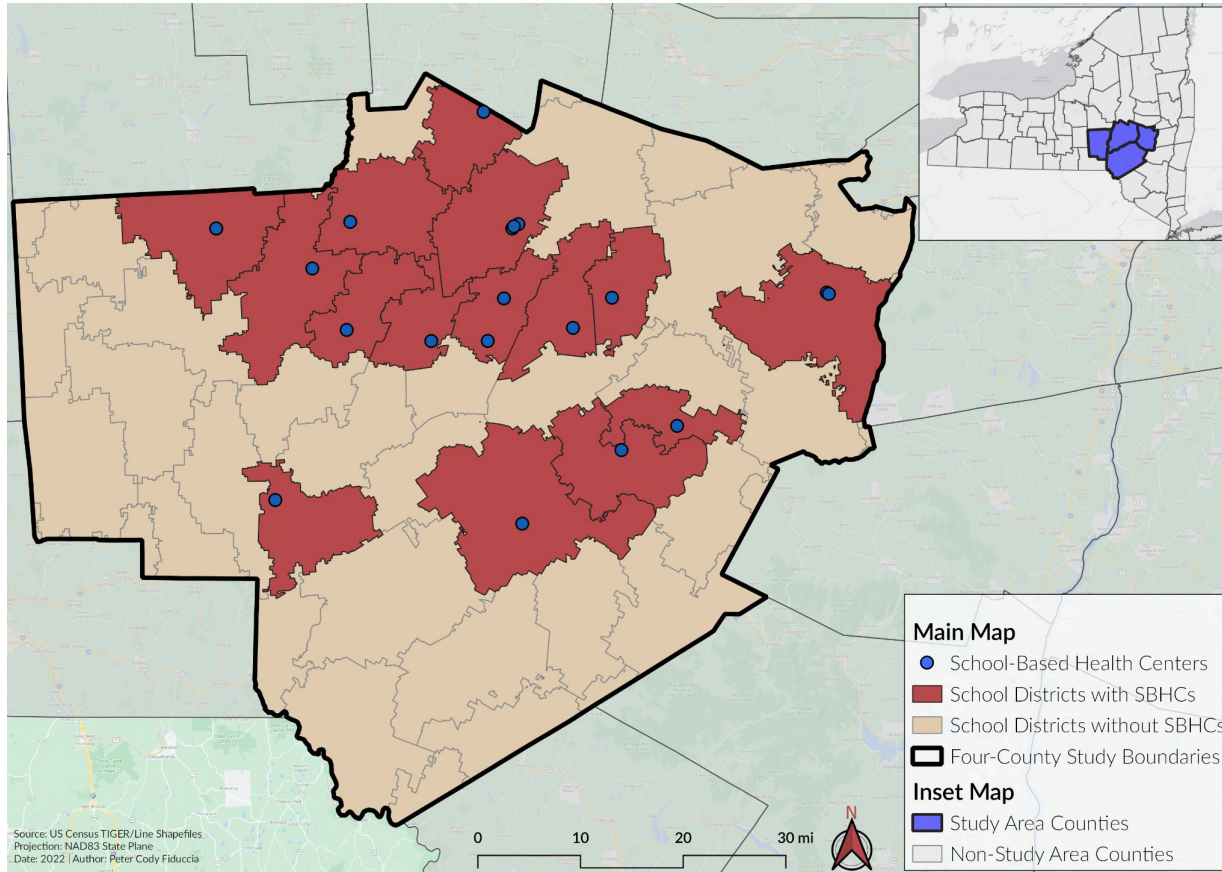 Main Map
School-Based Health Centers
School Districts with SBHCs
School Districts without SBHCs
Four-County Study Boundaries
Inset Map
Study Area Counties
Non-Study Area Counties
Source: US Census TIGER/Line Shapefiles
Projection: NAD83 State Plane
Date: 2022 | Author: Peter Cody Fiduccia
0 10 20 30 mi
N